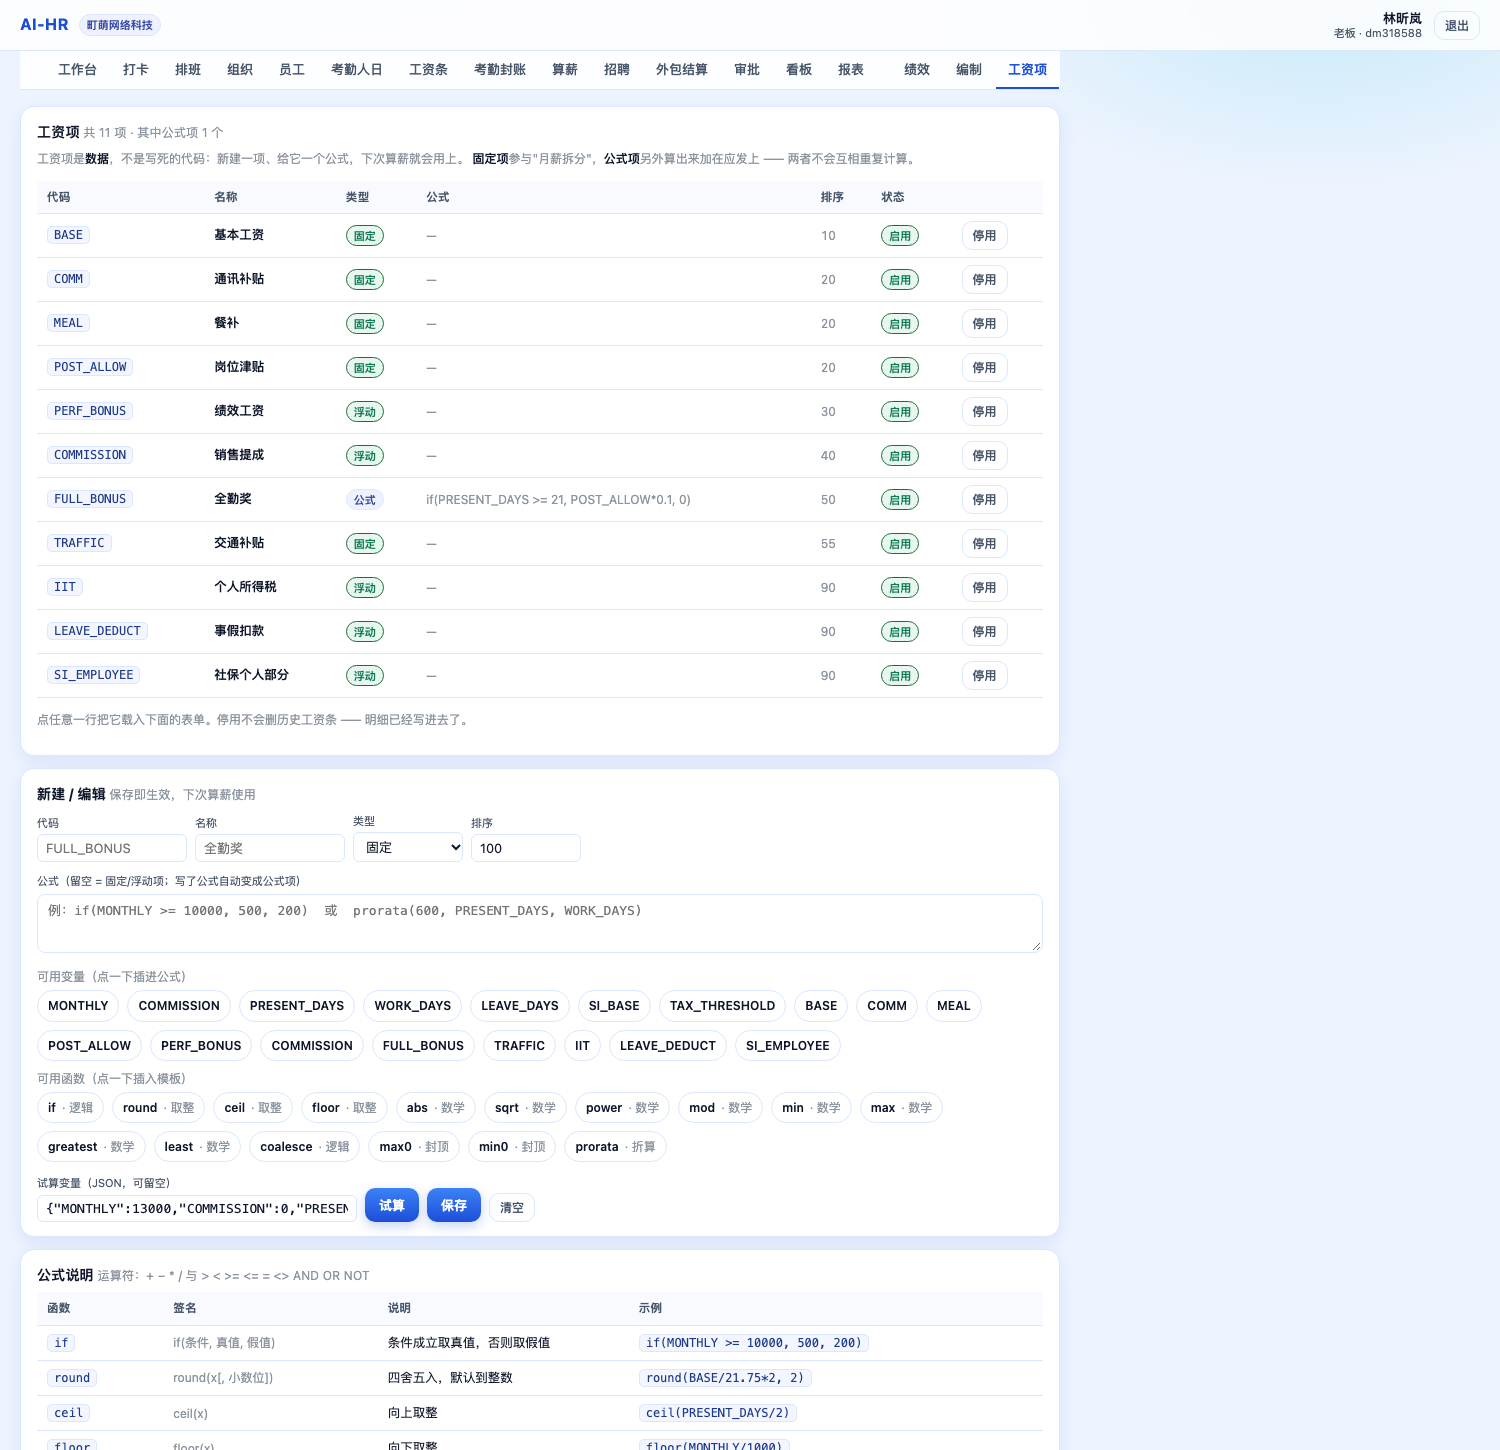 AI-HR 町萌网络科技
林昕岚
老板 · dm318588
退出
工作台 打卡 排班 组织 员工 考勤人日 工资条 考勤封账 算薪 招聘 外包结算 审批 看板 报表 绩效 编制 工资项
工资项 共 11 项 · 其中公式项 1 个
工资项是数据，不是写死的代码：新建一项、给它一个公式，下次算薪就会用上。 固定项参与"月薪拆分"，公式项另外算出来加在应发上 —— 两者不会互相重复计算。
代码 名称 类型 公式 排序 状态
BASE 基本工资 固定 — 10 启用 停用
COMM 通讯补贴 固定 — 20 启用 停用
MEAL 餐补 固定 — 20 启用 停用
POST_ALLOW 岗位津贴 固定 — 20 启用 停用
PERF_BONUS 绩效工资 浮动 — 30 启用 停用
COMMISSION 销售提成 浮动 — 40 启用 停用
FULL_BONUS 全勤奖 公式 if(PRESENT_DAYS >= 21, POST_ALLOW*0.1, 0) 50 启用 停用
TRAFFIC 交通补贴 固定 — 55 启用 停用
IIT 个人所得税 浮动 — 90 启用 停用
LEAVE_DEDUCT 事假扣款 浮动 — 90 启用 停用
SI_EMPLOYEE 社保个人部分 浮动 — 90 启用 停用
点任意一行把它载入下面的表单。停用不会删历史工资条 —— 明细已经写进去了。
新建 / 编辑 保存即生效，下次算薪使用
代码 名称 类型 排序
FULL_BONUS 全勤奖 固定 100
公式（留空 = 固定/浮动项；写了公式自动变成公式项）
例：if(MONTHLY >= 10000, 500, 200) 或 prorata(600, PRESENT_DAYS, WORK_DAYS)
可用变量（点一下插进公式）
MONTHLY COMMISSION PRESENT_DAYS WORK_DAYS LEAVE_DAYS SI_BASE TAX_THRESHOLD BASE COMM MEAL
POST_ALLOW PERF_BONUS COMMISSION FULL_BONUS TRAFFIC IIT LEAVE_DEDUCT SI_EMPLOYEE
可用函数（点一下插入模板）
if · 逻辑 round · 取整 ceil · 取整 floor · 取整 abs · 数学 sqrt · 数学 power · 数学 mod · 数学 min · 数学 max · 数学
greatest · 数学 least · 数学 coalesce · 逻辑 max0 · 封顶 min0 · 封顶 prorata · 折算
试算变量（JSON，可留空）
{"MONTHLY":13000,"COMMISSION":0,"PRESEN 试算 保存 清空
公式说明 运算符：+ − * / 与 > < >= <= = <> AND OR NOT
函数 签名 说明 示例
if if(条件, 真值, 假值) 条件成立取真值，否则取假值 if(MONTHLY >= 10000, 500, 200)
round round(x[, 小数位]) 四舍五入，默认到整数 round(BASE/21.75*2, 2)
ceil ceil(x) 向上取整 ceil(PRESENT_DAYS/2)
floor floor(x) 向下取整 floor(MONTHLY/1000)